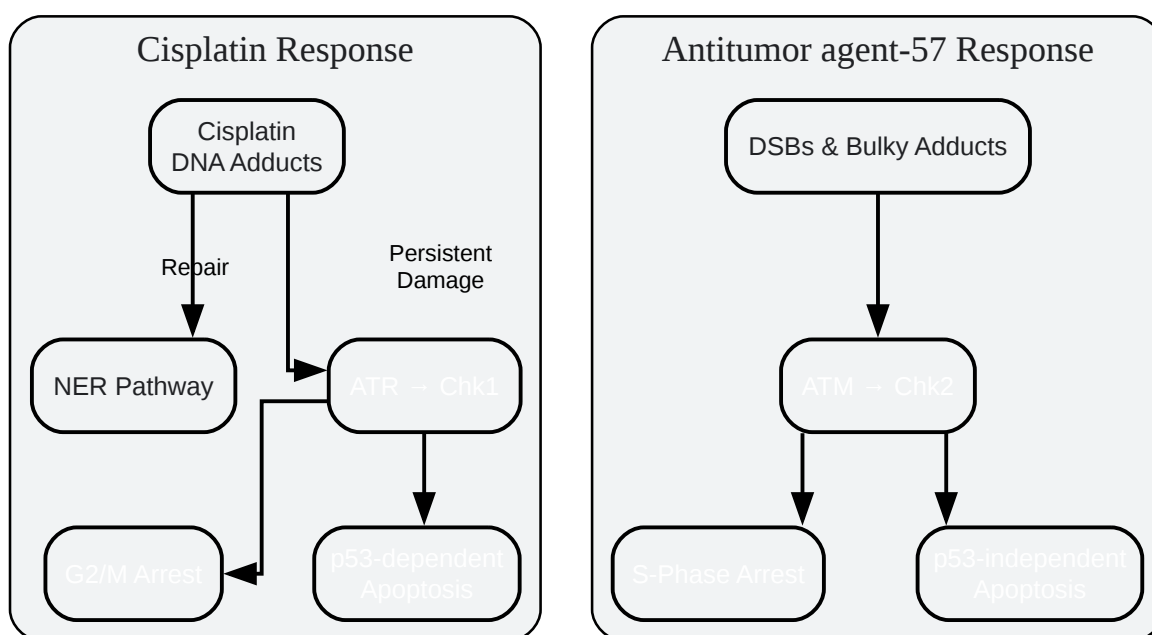 Cisplatin Response
Cisplatin
DNA Adducts
Repair
Persistent
Damage
NER Pathway
ATR → Chk1
G2/M Arrest
p53-dependent
Apoptosis
Antitumor agent-57 Response
DSBs & Bulky Adducts
ATM → Chk2
S-Phase Arrest
p53-independent
Apoptosis